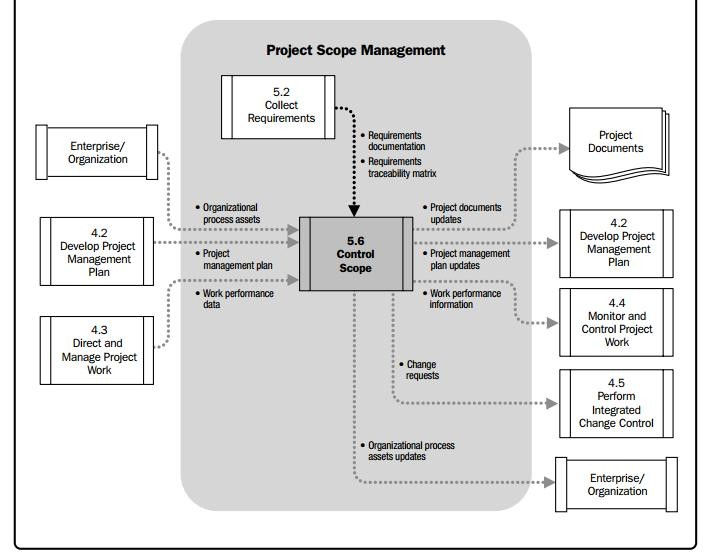 Project Scope Management
5.2
Collect
Requirements
• Requirements
documentation
• Requirements
traceability matrix
Enterprise/
Organization
4.2
Develop Project
Management
Plan
4.3
Direct and
Manage Project
Work
• Organizational
process assets
• Project
management plan
• Work performance
data
5.6
Control
Scope
• Project documents
updates
• Project management
plan updates
• Work performance
information
• Change
requests
• Organizational process
assets updates
Project
Documents
4.2
Develop Project
Management
Plan
4.4
Monitor and
Control Project
Work
4.5
Perform
Integrated
Change Control
Enterprise/
Organization